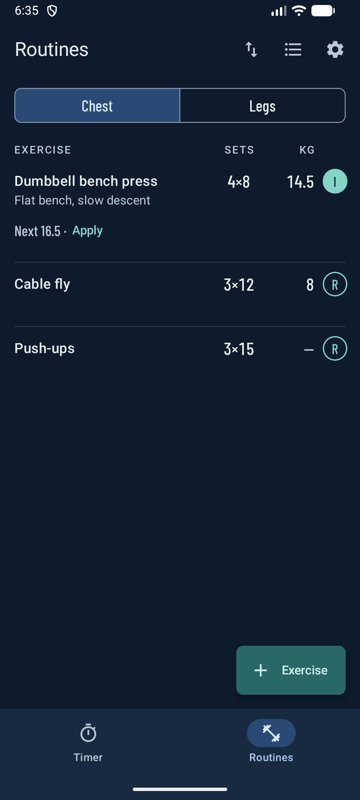 6:35
Routines
Chest Legs
EXERCISE SETS KG
Dumbbell bench press 4×8 14.5 I
Flat bench, slow descent
Next 16.5 · Apply
Cable fly 3×12 8 R
Push-ups 3×15 – R
+ Exercise
Timer Routines